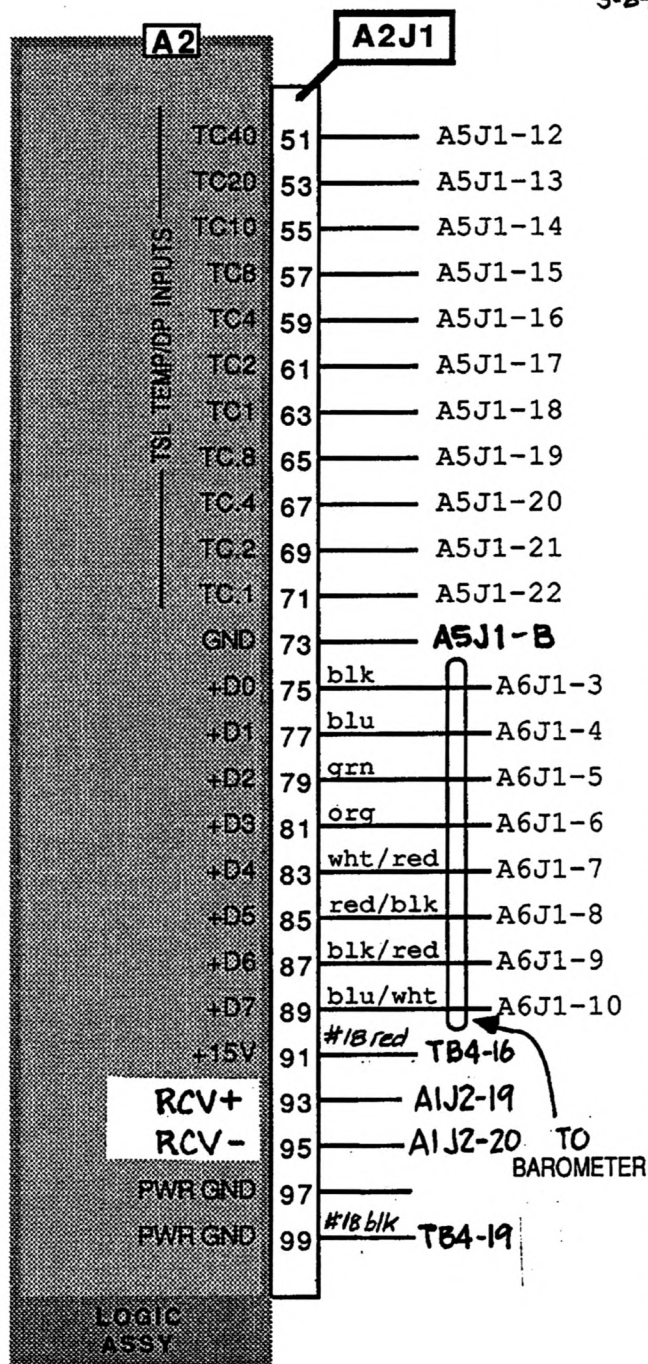 A2 A2J1
TSL TEMP/DP INPUTS
TC40 51 A5J1-12
TC20 53 A5J1-13
TC10 55 A5J1-14
TC8 57 A5J1-15
TC4 59 A5J1-16
TC2 61 A5J1-17
TC1 63 A5J1-18
TC.8 65 A5J1-19
TC.4 67 A5J1-20
TC.2 69 A5J1-21
TC.1 71 A5J1-22
GND 73 A5J1-B
+D0 75 blk A6J1-3
+D1 77 blu A6J1-4
+D2 79 grn A6J1-5
+D3 81 org A6J1-6
+D4 83 wht/red A6J1-7
+D5 85 red/blk A6J1-8
+D6 87 blk/red A6J1-9
+D7 89 blu/wht A6J1-10
+15V 91 #18 red TB4-16
RCV+ 93 A1J2-19
RCV- 95 A1J2-20
TO
BAROMETER
PWR GND 97
PWR GND 99 #18 blk TB4-19
LOGIC
ASSY